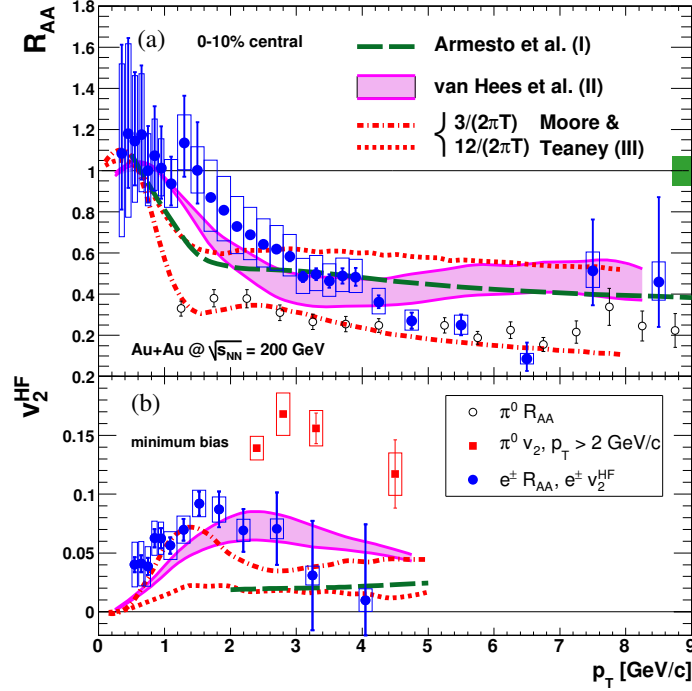 R_AA
1.8
1.6
1.4
1.2
1
0.8
0.6
0.4
0.2
(a)
0-10% central
Armesto et al. (I)
van Hees et al. (II)
3/(2πT) Moore &
12/(2πT) Teaney (III)
Au+Au @ √s_NN = 200 GeV
v_2^HF
0.2
0.15
0.1
0.05
0
(b)
minimum bias
π⁰ R_AA
π⁰ v_2, p_T > 2 GeV/c
e^± R_AA, e^± v_2^HF
0 1 2 3 4 5 6 7 8 9
p_T [GeV/c]